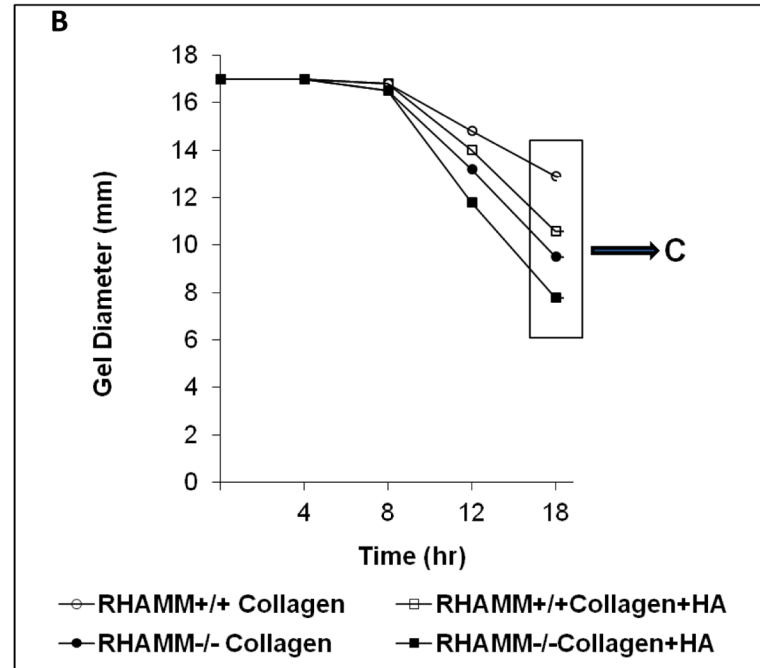 B
18
16
14
12
10
8
6
4
2
0
Gel Diameter (mm)
C
4 8 12 18
Time (hr)
RHAMM+/+ Collagen RHAMM+/+Collagen+HA
RHAMM-/- Collagen RHAMM-/-Collagen+HA